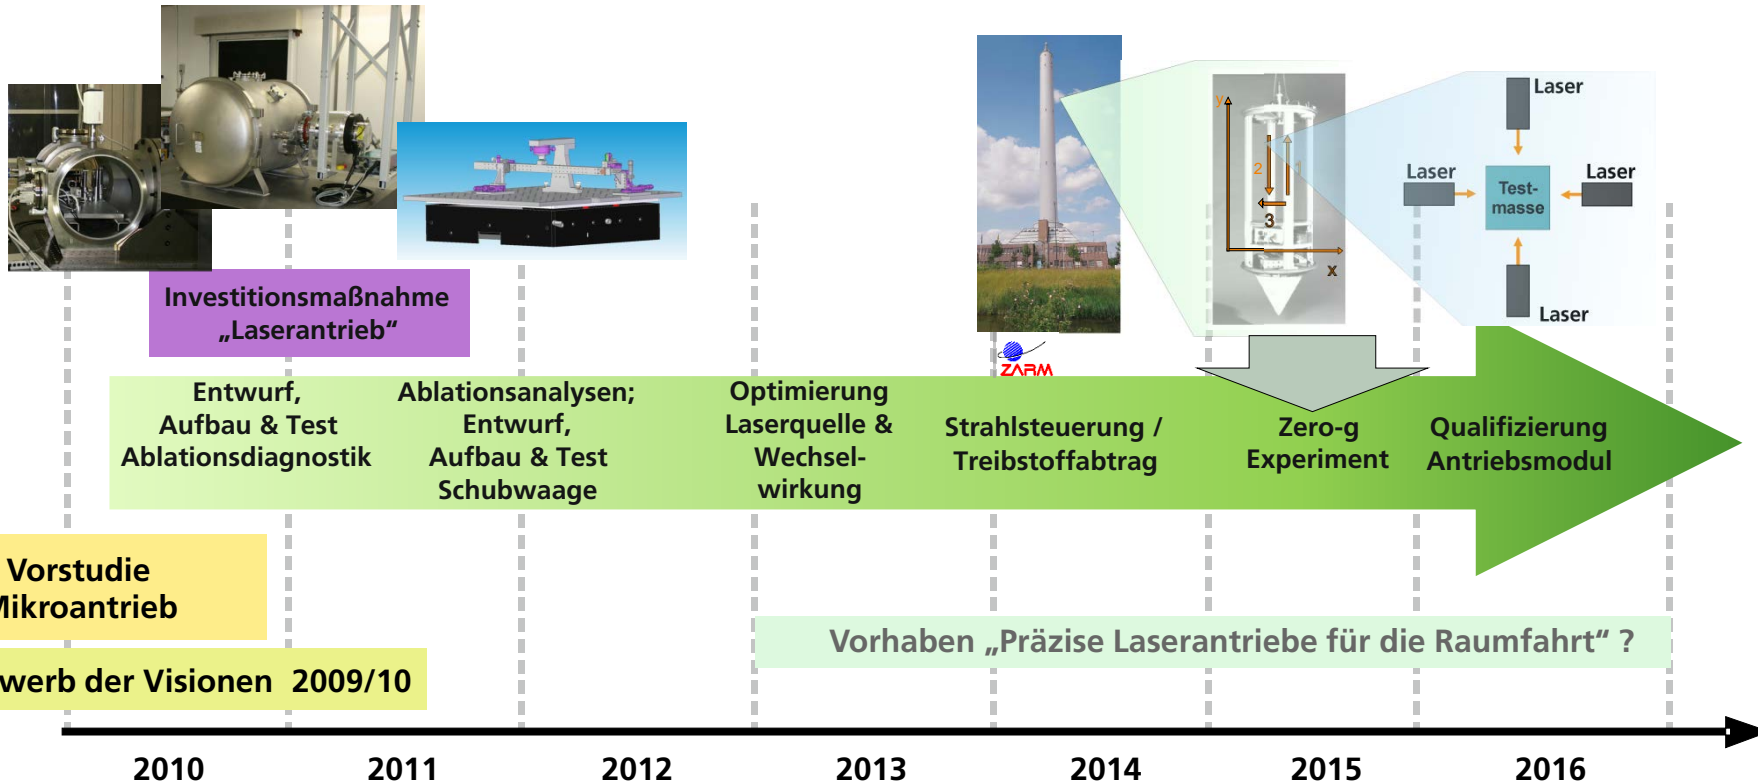 Laser
Laser
Laser
Test-
masse
Laser
y
2
1
3
x
Investitionsmaßnahme
„Laserantrieb“
ZARM
Entwurf,
Aufbau & Test
Ablationsdiagnostik
Ablationsanalysen;
Entwurf,
Aufbau & Test
Schubwaage
Optimierung
Laserquelle &
Wechsel-
wirkung
Strahlsteuerung /
Treibstoffabtrag
Zero-g
Experiment
Qualifizierung
Antriebsmodul
Vorstudie
Mikroantrieb
Vorhaben „Präzise Laserantriebe für die Raumfahrt“ ?
werb der Visionen 2009/10
2010 2011 2012 2013 2014 2015 2016